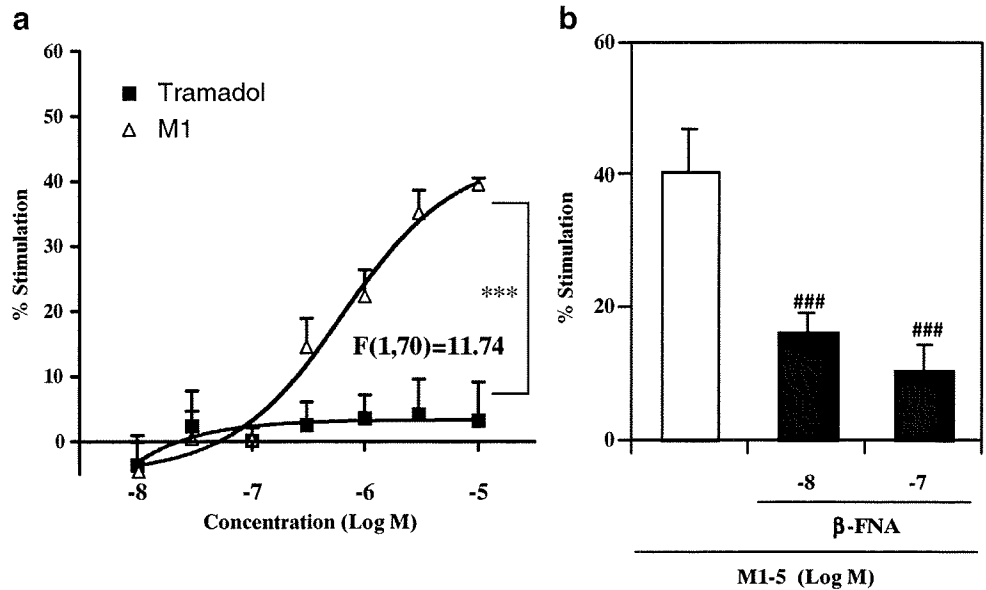 a
60
50
40
30
20
10
0
% Stimulation
Tramadol
M1
***
F(1,70)=11.74
-8
-7
-6
-5
Concentration (Log M)
b
60
40
20
0
% Stimulation
###
###
-8
-7
β-FNA
M1-5 (Log M)